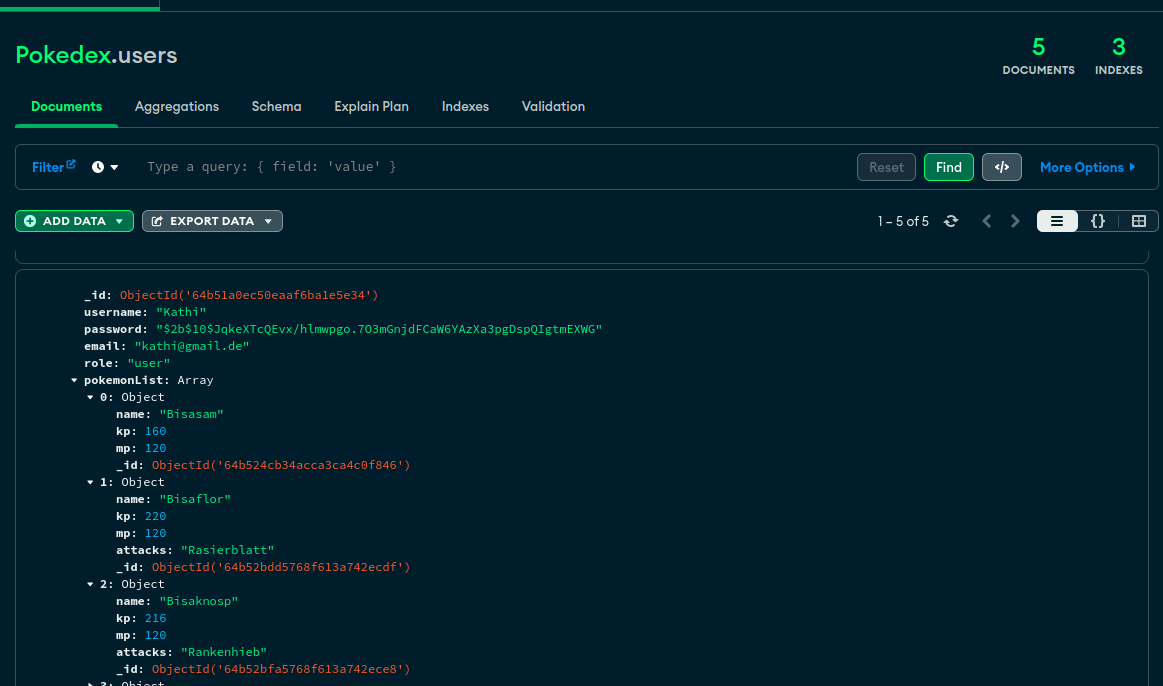 Pokedex.users
5
DOCUMENTS
3
INDEXES
Documents Aggregations Schema Explain Plan Indexes Validation
Filter Type a query: { field: 'value' } Reset Find </> More Options
ADD DATA EXPORT DATA 1 – 5 of 5 {}
_id: ObjectId('64b51a0ec50eaaf6ba1e5e34')
username: "Kathi"
password: "$2b$10$JqkeXTcQEvx/hlmwpgo.7O3mGnjdFCaW6YAzXa3pgDspQIgtmEXWG"
email: "kathi@gmail.de"
role: "user"
pokemonList: Array
0: Object
name: "Bisasam"
kp: 160
mp: 120
_id: ObjectId('64b524cb34acca3ca4c0f846')
1: Object
name: "Bisaflor"
kp: 220
mp: 120
attacks: "Rasierblatt"
_id: ObjectId('64b52bdd5768f613a742ecdf')
2: Object
name: "Bisaknosp"
kp: 216
mp: 120
attacks: "Rankenhieb"
_id: ObjectId('64b52bfa5768f613a742ece8')
3: Object